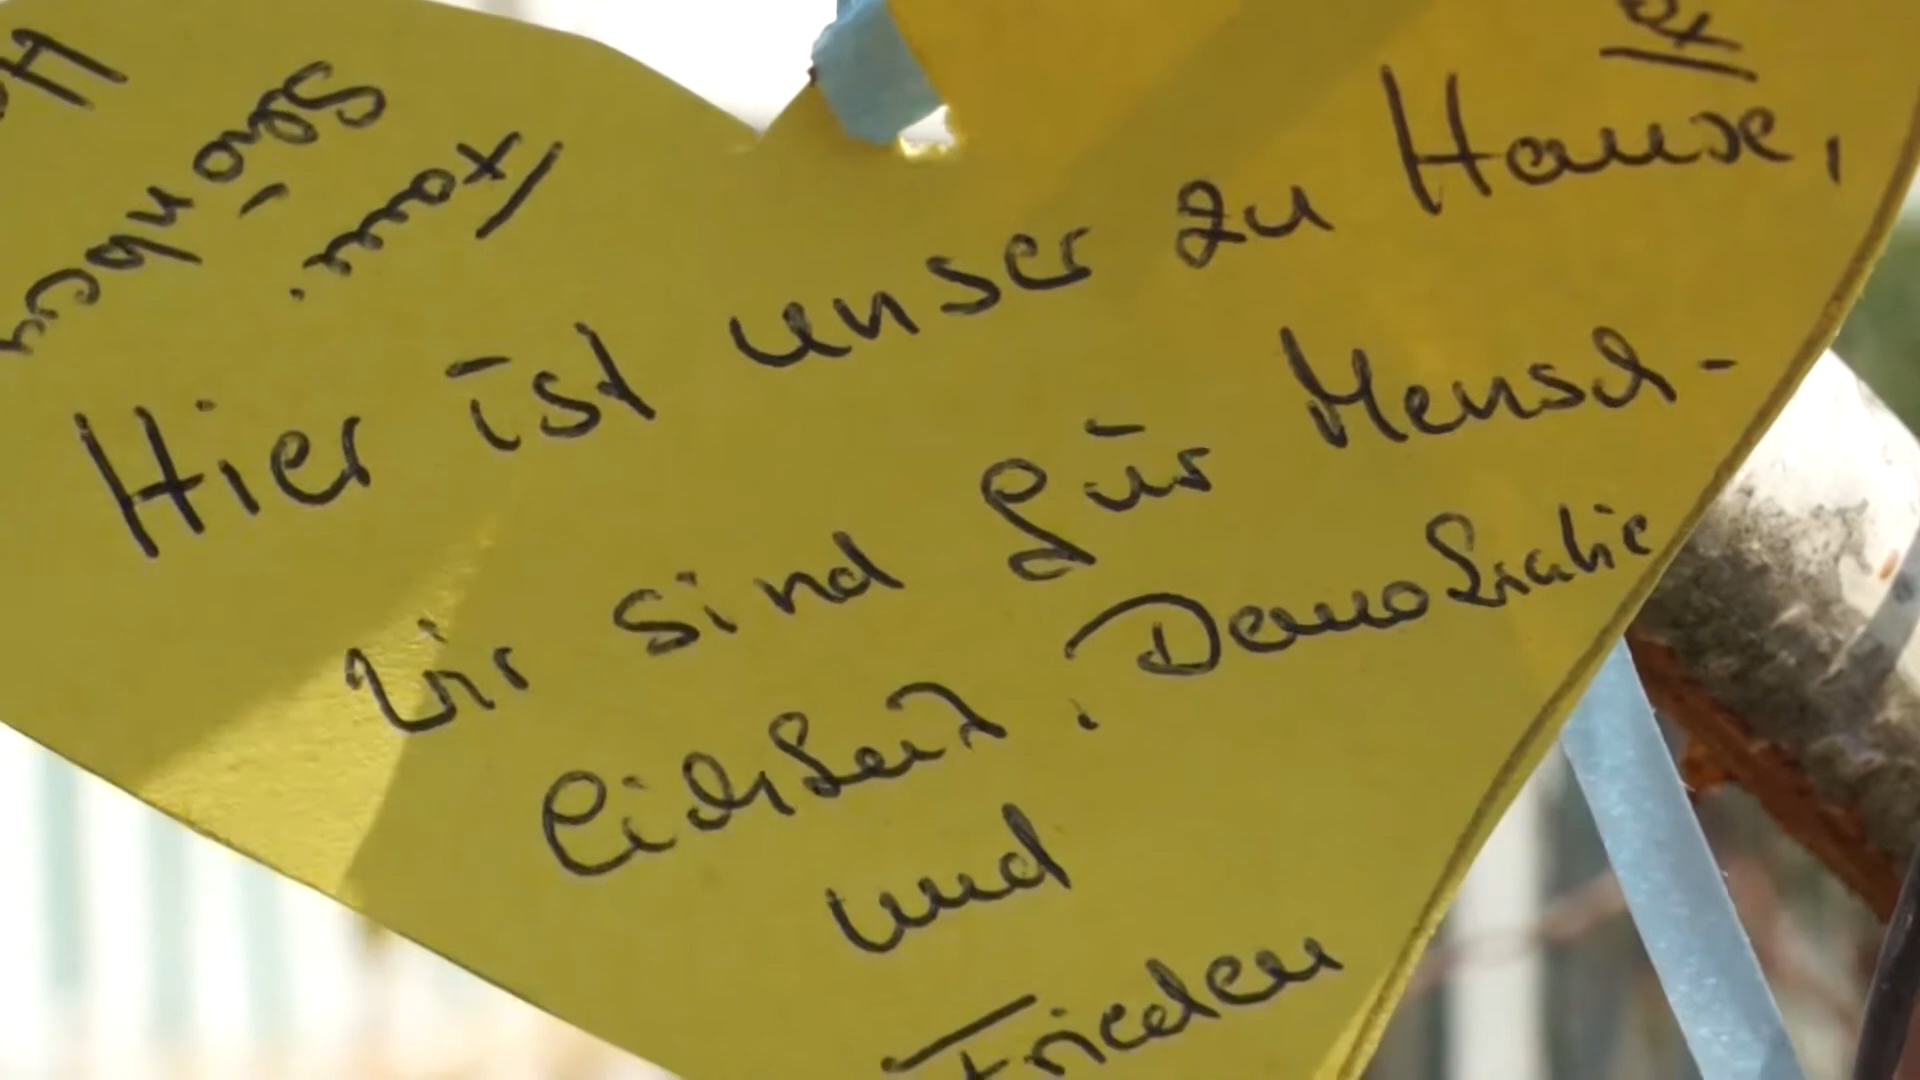 Hier ist unser zu Hause,
Wir sind für Mensch-
lichkeit, Demokratie
und
Frieden